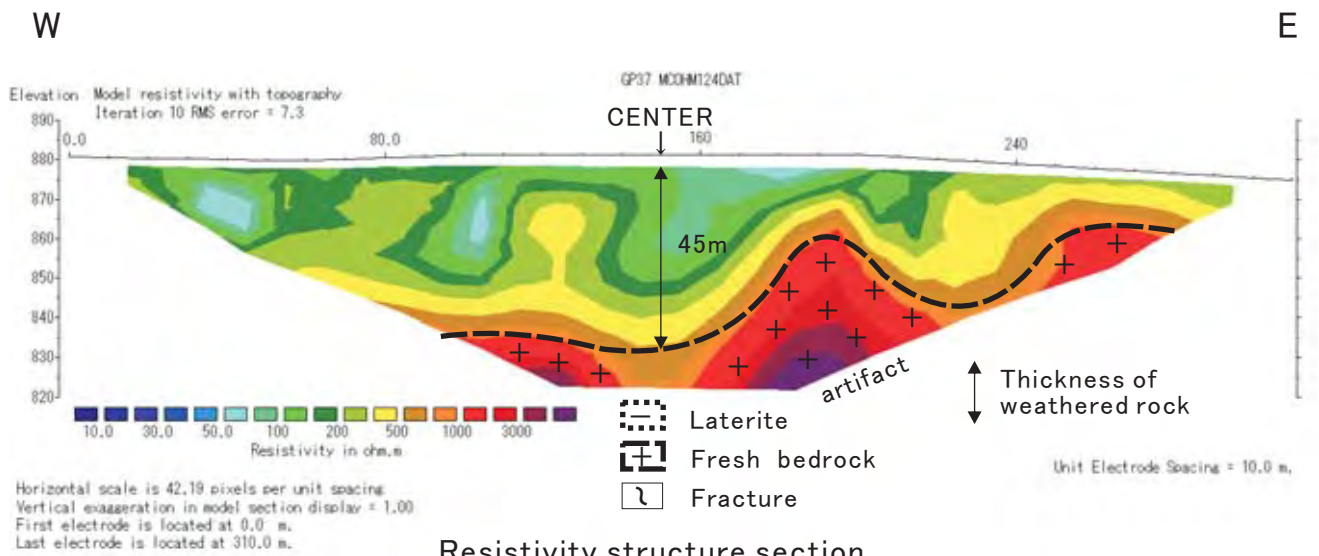 W
E
GP37 MCOHM124DAT
Elevation Model resistivity with topography
Iteration 10 RMS error = 7.3
CENTER
890
0.0 80.0 160 240
880
870
860
850
840
830
820
45m
artifact
Thickness of
weathered rock
10.0 30.0 50.0 100 200 500 1000 3000
Resistivity in ohm.m
Laterite
Fresh bedrock
Fracture
Unit Electrode Spacing = 10.0 m.
Horizontal scale is 42.19 pixels per unit spacing
Vertical exaggeration in model section display = 1.00
First electrode is located at 0.0 m.
Last electrode is located at 310.0 m.
Resistivity structure section